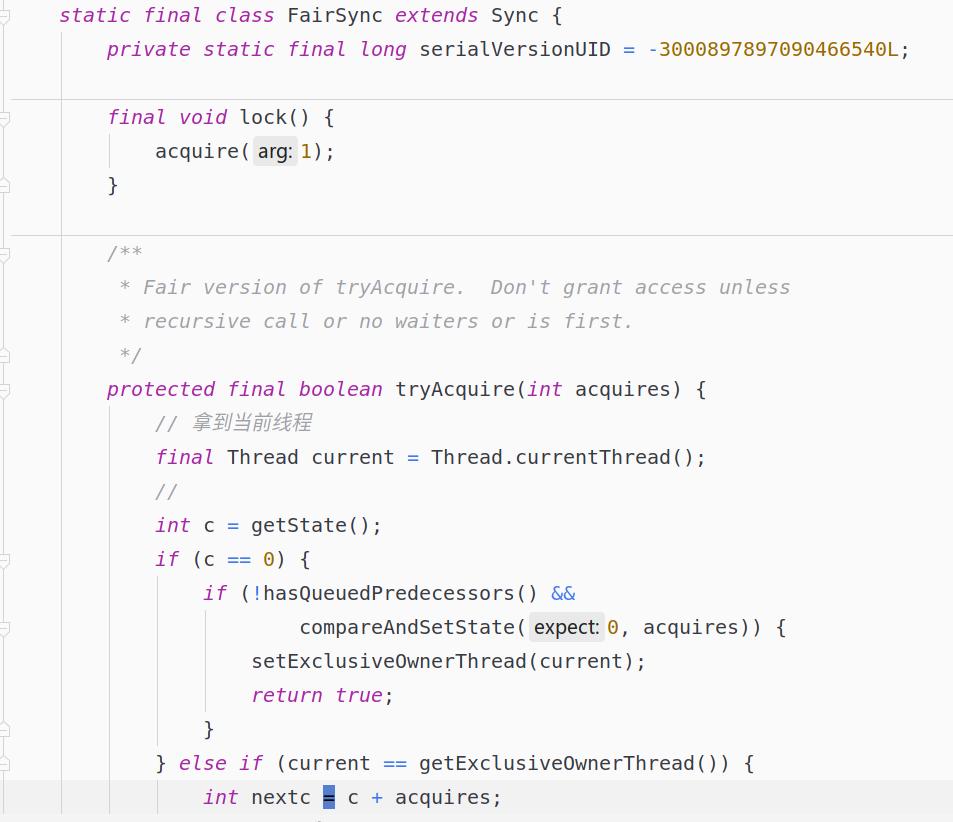 static final class FairSync extends Sync {
private static final long serialVersionUID = -3000897897090466540L;
final void lock() {
acquire( arg: 1);
}
/**
* Fair version of tryAcquire.  Don't grant access unless
* recursive call or no waiters or is first.
*/
protected final boolean tryAcquire(int acquires) {
// 拿到当前线程
final Thread current = Thread.currentThread();
//
int c = getState();
if (c == 0) {
if (!hasQueuedPredecessors() &&
compareAndSetState( expect: 0, acquires)) {
setExclusiveOwnerThread(current);
return true;
}
} else if (current == getExclusiveOwnerThread()) {
int nextc = c + acquires;